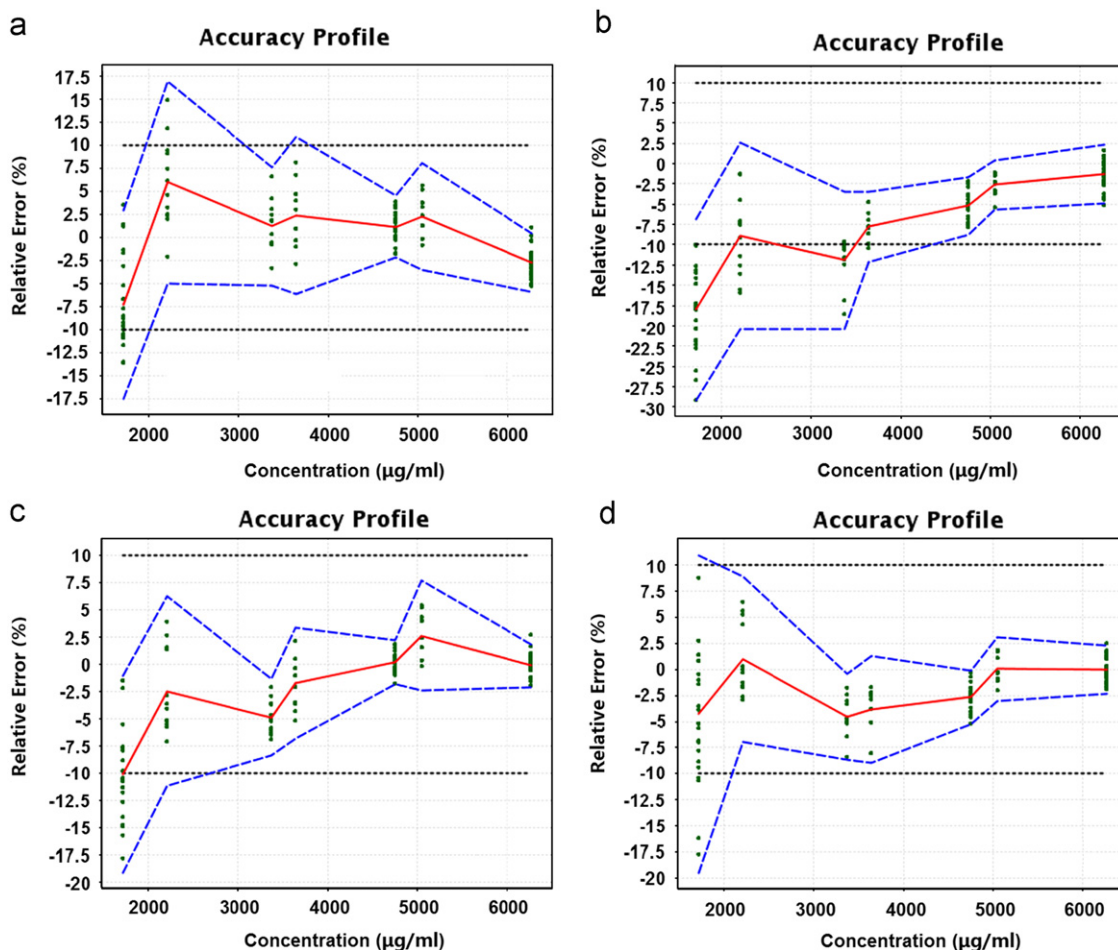 a
Accuracy Profile
Relative Error (%)
17.5
15
12.5
10
7.5
5
2.5
0
-2.5
-5
-7.5
-10
-12.5
-15
-17.5
2000 3000 4000 5000 6000
Concentration (µg/ml)
b
Accuracy Profile
Relative Error (%)
10
7.5
5
2.5
0
-2.5
-5
-7.5
-10
-12.5
-15
-17.5
-20
-22.5
-25
-27.5
-30
2000 3000 4000 5000 6000
Concentration (µg/ml)
c
Accuracy Profile
Relative Error (%)
10
7.5
5
2.5
0
-2.5
-5
-7.5
-10
-12.5
-15
-17.5
-20
2000 3000 4000 5000 6000
Concentration (µg/ml)
d
Accuracy Profile
Relative Error (%)
10
7.5
5
2.5
0
-2.5
-5
-7.5
-10
-12.5
-15
-17.5
-20
2000 3000 4000 5000 6000
Concentration (µg/ml)